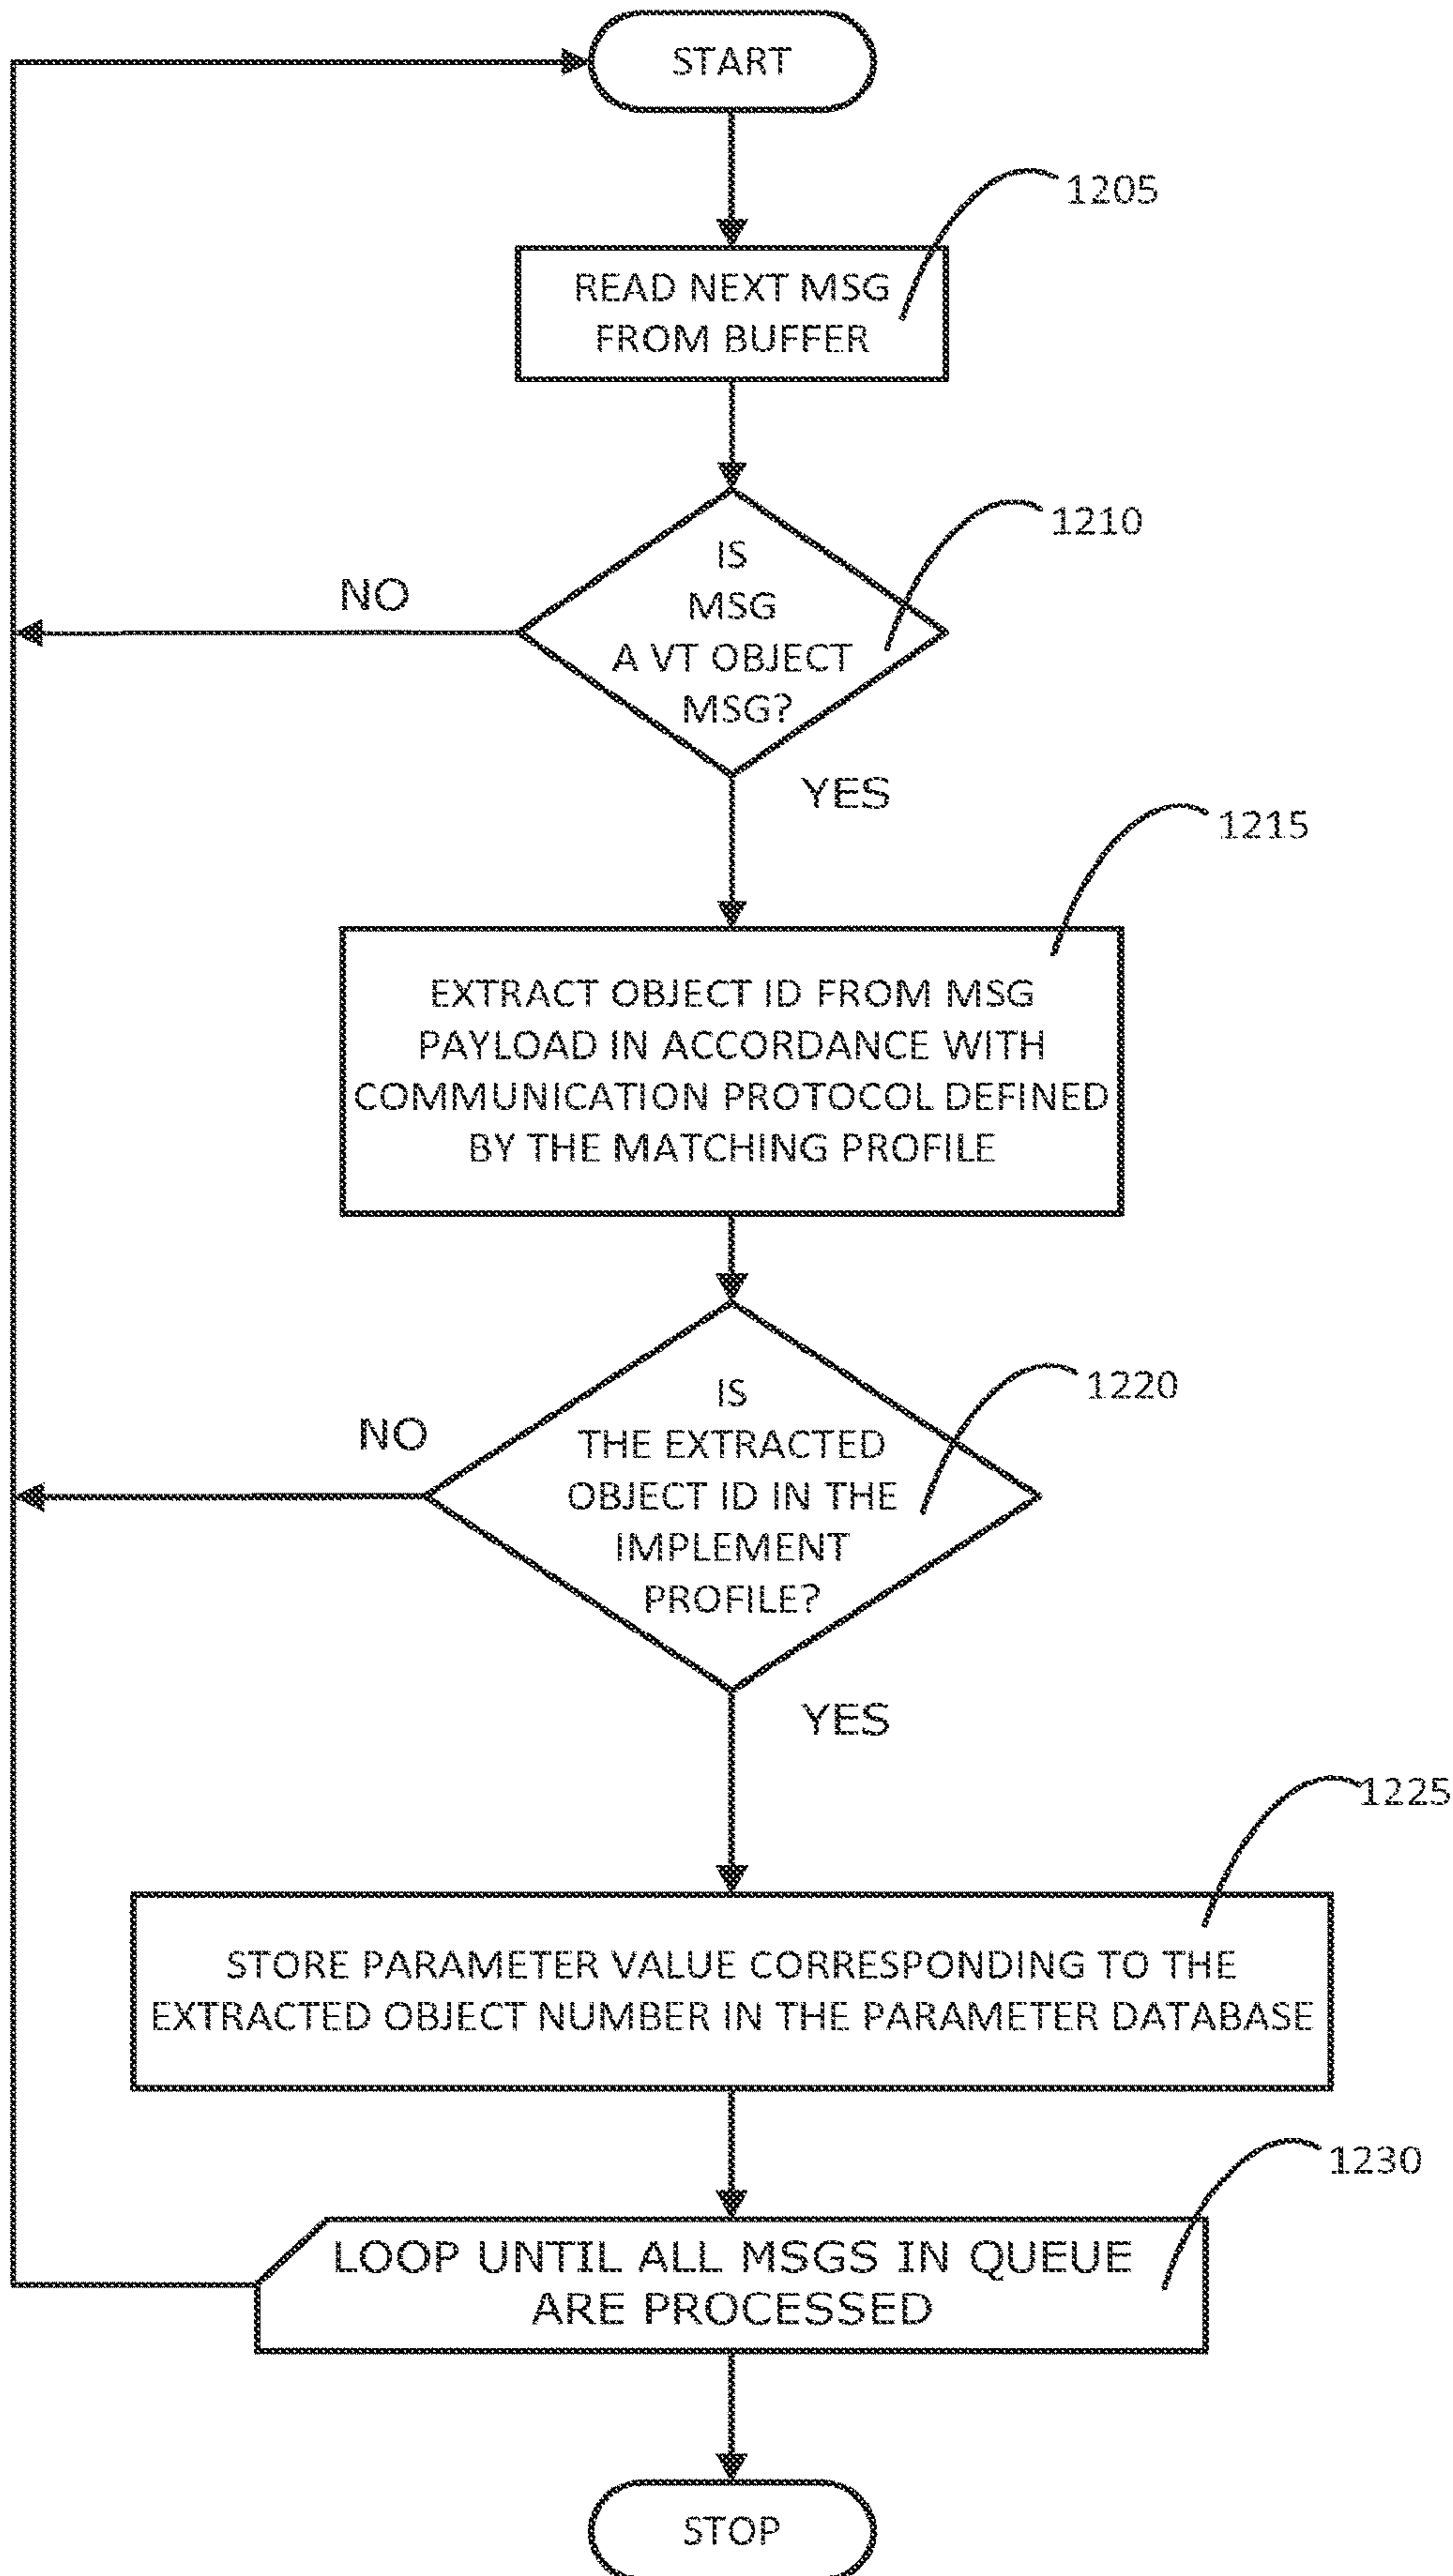 START
1205
READ NEXT MSG
FROM BUFFER
1210
IS
MSG
A VT OBJECT
MSG?
NO
YES
1215
EXTRACT OBJECT ID FROM MSG
PAYLOAD IN ACCORDANCE WITH
COMMUNICATION PROTOCOL DEFINED
BY THE MATCHING PROFILE
1220
IS
THE EXTRACTED
OBJECT ID IN THE
IMPLEMENT
PROFILE?
NO
YES
1225
STORE PARAMETER VALUE CORRESPONDING TO THE
EXTRACTED OBJECT NUMBER IN THE PARAMETER DATABASE
1230
LOOP UNTIL ALL MSGS IN QUEUE
ARE PROCESSED
STOP